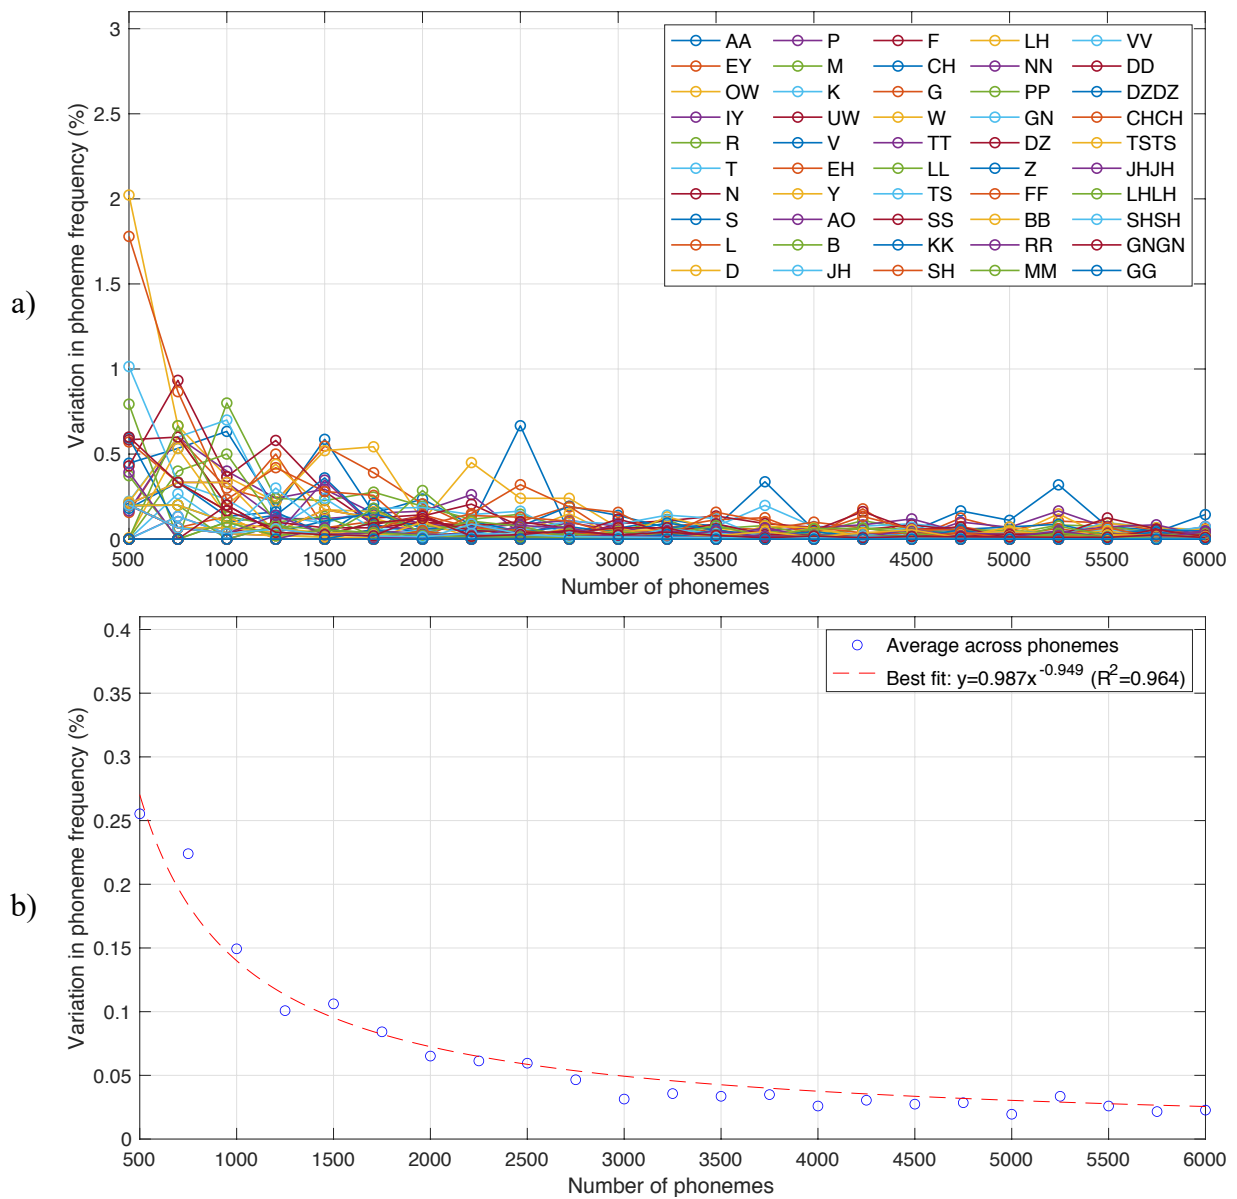 a)
Variation in phoneme frequency (%)
3
2.5
2
1.5
1
0.5
0
AA P F LH VV
EY M CH NN DD
OW K G PP DZDZ
IY UW W GN CHCH
R V TT DZ TSTS
T EH LL Z JHJH
N Y TS FF LHLH
S AO SS BB SHSH
L B KK RR GNGN
D JH SH MM GG
500 1000 1500 2000 2500 3000 3500 4000 4500 5000 5500 6000
Number of phonemes
b)
Variation in phoneme frequency (%)
0.4
0.35
0.3
0.25
0.2
0.15
0.1
0.05
0
Average across phonemes
Best fit: y=0.987x^-0.949 (R^2=0.964)
500 1000 1500 2000 2500 3000 3500 4000 4500 5000 5500 6000
Number of phonemes